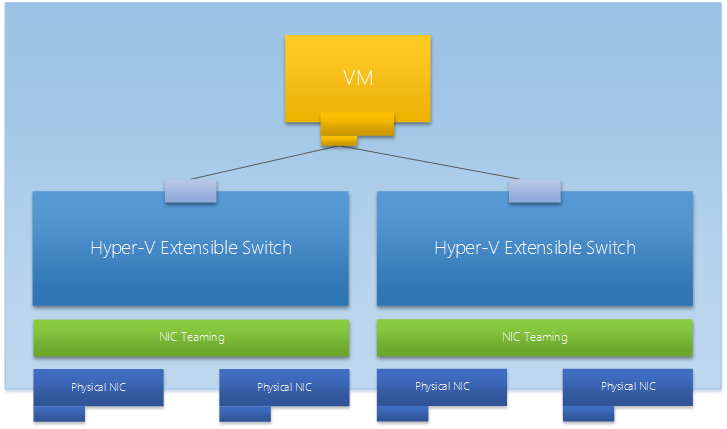 VM
Hyper-V Extensible Switch
Hyper-V Extensible Switch
NIC Teaming
NIC Teaming
Physical NIC
Physical NIC
Physical NIC
Physical NIC